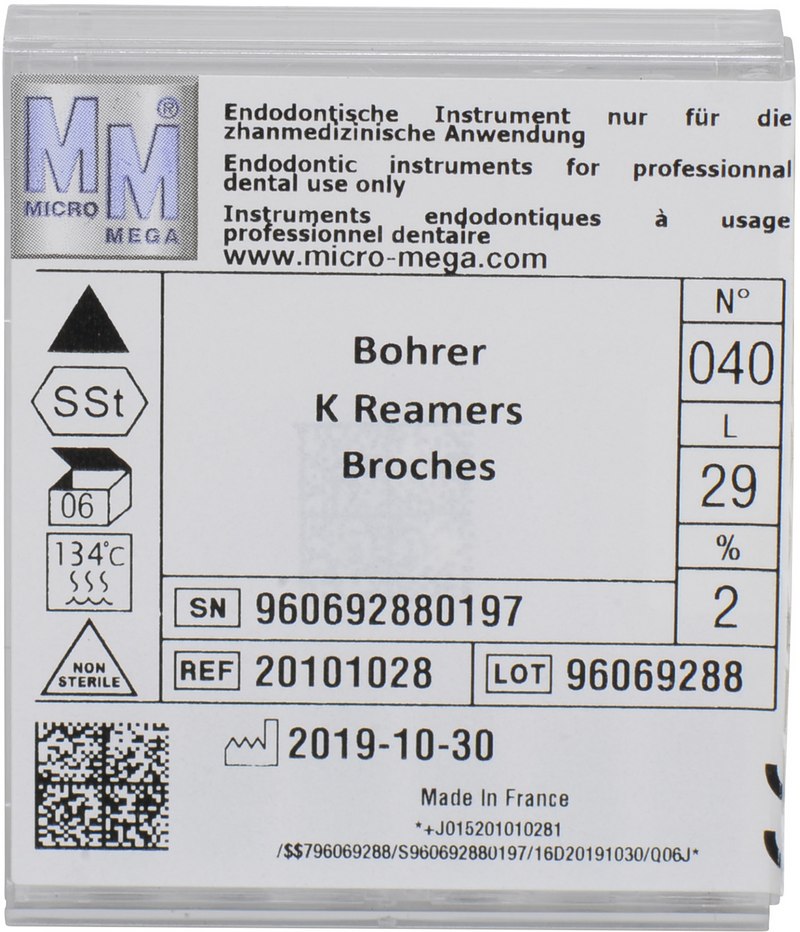 MM®
MICRO
MEGA
Endodontische Instrument nur für die
zhanmedizinische Anwendung
Endodontic instruments for professionnal
dental use only
Instruments endodontiques à usage
professionnel dentaire
www.micro-mega.com
SSt
06
134°C
NON
STERILE
Bohrer
K Reamers
Broches
N°
040
L
29
%
2
SN 960692880197
REF 20101028
LOT 96069288
2019-10-30
Made In France
*+J015201010281
/$$796069288/S960692880197/16D20191030/Q06J*